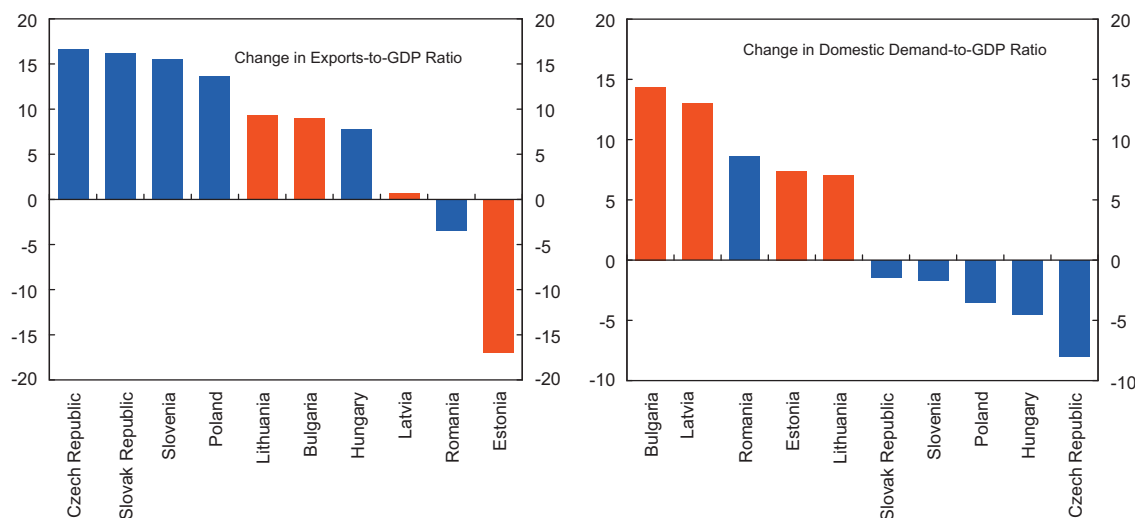 Change in Exports-to-GDP Ratio
20
15
10
5
0
-5
-10
-15
-20
20
15
10
5
0
-5
-10
-15
-20
Czech Republic
Slovak Republic
Slovenia
Poland
Lithuania
Bulgaria
Hungary
Latvia
Romania
Estonia
Change in Domestic Demand-to-GDP Ratio
20
15
10
5
0
-5
-10
20
15
10
5
0
-5
-10
Bulgaria
Latvia
Romania
Estonia
Lithuania
Slovak Republic
Slovenia
Poland
Hungary
Czech Republic